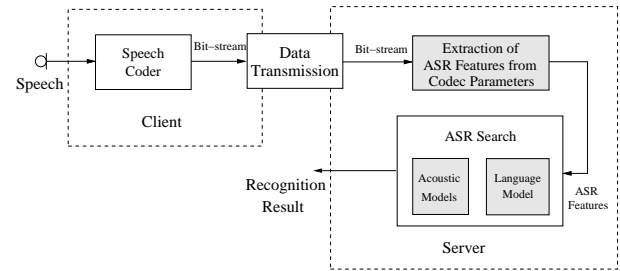 Speech
Speech
Coder
Bit-stream
Client
Data
Transmission
Bit-stream
Extraction of
ASR Features from
Codec Parameters
ASR Search
Acoustic
Models
Language
Model
ASR
Features
Recognition
Result
Server